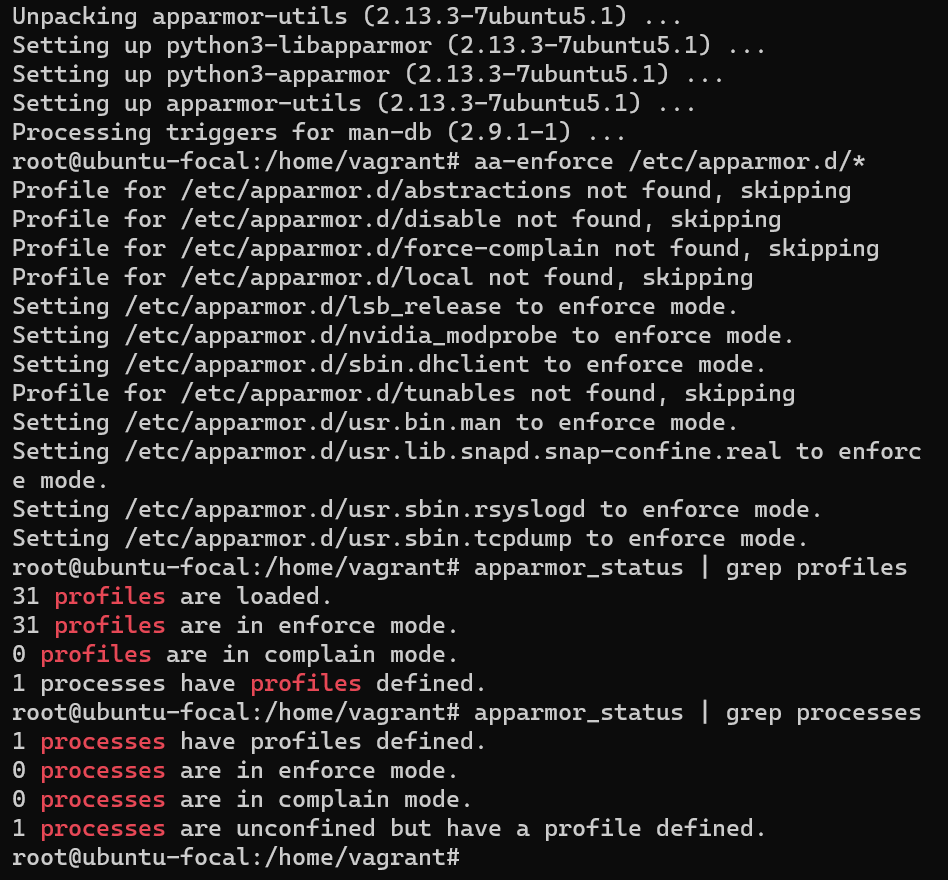 Unpacking apparmor-utils (2.13.3-7ubuntu5.1) ...
Setting up python3-libapparmor (2.13.3-7ubuntu5.1) ...
Setting up python3-apparmor (2.13.3-7ubuntu5.1) ...
Setting up apparmor-utils (2.13.3-7ubuntu5.1) ...
Processing triggers for man-db (2.9.1-1) ...
root@ubuntu-focal:/home/vagrant# aa-enforce /etc/apparmor.d/*
Profile for /etc/apparmor.d/abstractions not found, skipping
Profile for /etc/apparmor.d/disable not found, skipping
Profile for /etc/apparmor.d/force-complain not found, skipping
Profile for /etc/apparmor.d/local not found, skipping
Setting /etc/apparmor.d/lsb_release to enforce mode.
Setting /etc/apparmor.d/nvidia_modprobe to enforce mode.
Setting /etc/apparmor.d/sbin.dhclient to enforce mode.
Profile for /etc/apparmor.d/tunables not found, skipping
Setting /etc/apparmor.d/usr.bin.man to enforce mode.
Setting /etc/apparmor.d/usr.lib.snapd.snap-confine.real to enforc
e mode.
Setting /etc/apparmor.d/usr.sbin.rsyslogd to enforce mode.
Setting /etc/apparmor.d/usr.sbin.tcpdump to enforce mode.
root@ubuntu-focal:/home/vagrant# apparmor_status | grep profiles
31 profiles are loaded.
31 profiles are in enforce mode.
0 profiles are in complain mode.
1 processes have profiles defined.
root@ubuntu-focal:/home/vagrant# apparmor_status | grep processes
1 processes have profiles defined.
0 processes are in enforce mode.
0 processes are in complain mode.
1 processes are unconfined but have a profile defined.
root@ubuntu-focal:/home/vagrant#